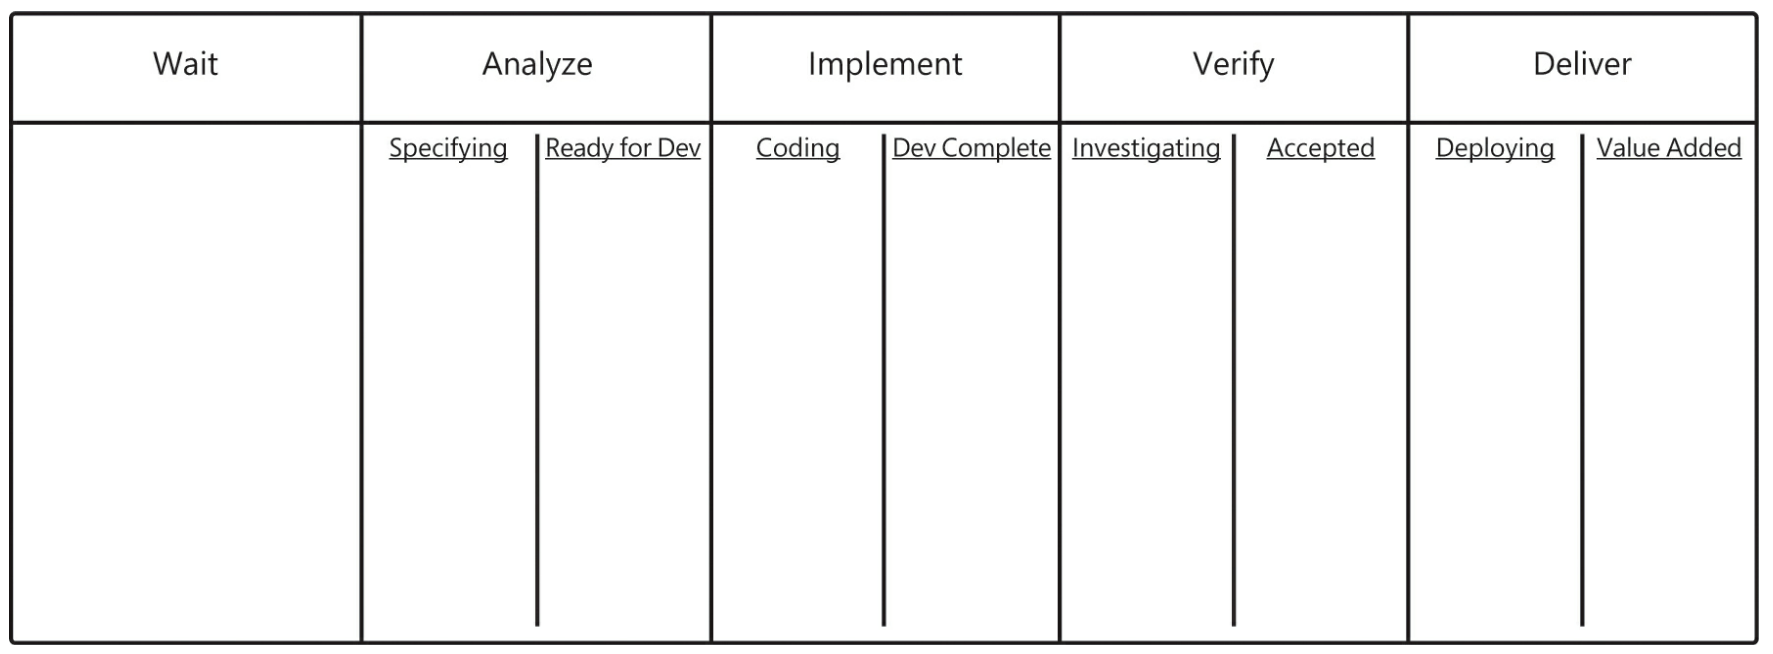 Wait Analyze Implement Verify Deliver
Specifying Ready for Dev Coding Dev Complete Investigating Accepted Deploying Value Added